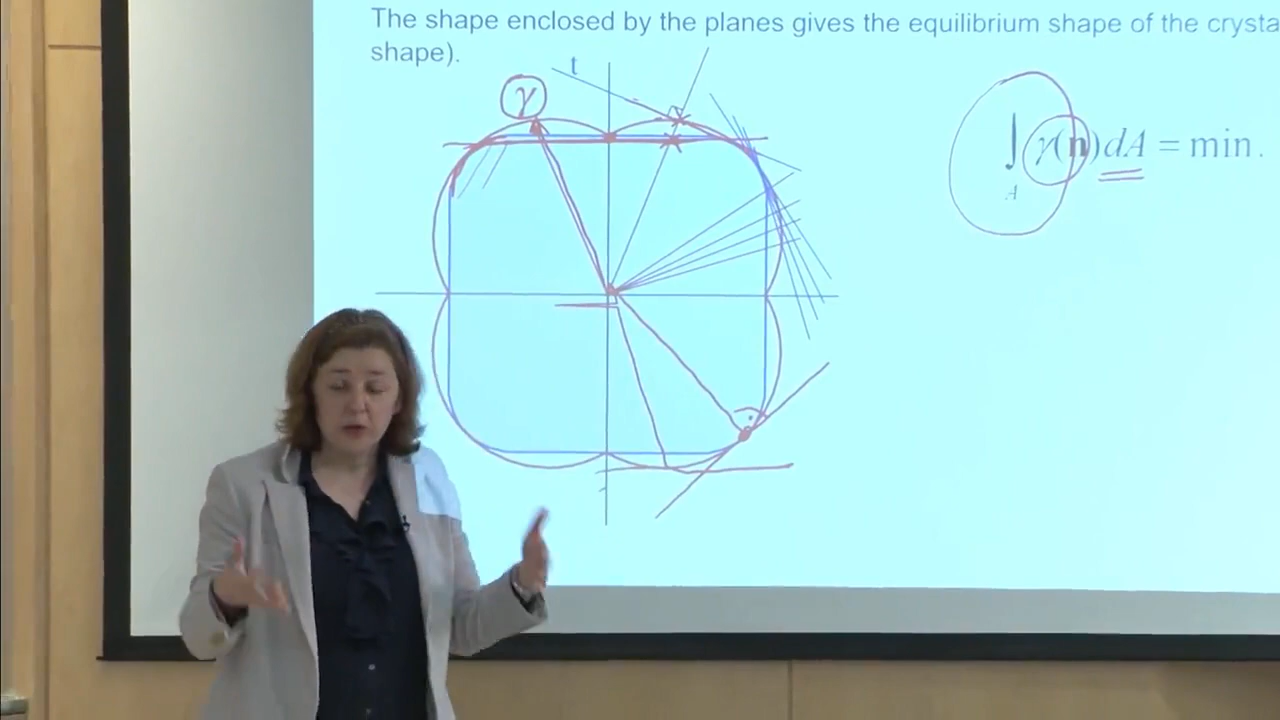 The shape enclosed by the planes gives the equilibrium shape of the crysta
shape).
t
γ
∫ γ(n)dA = min.
A